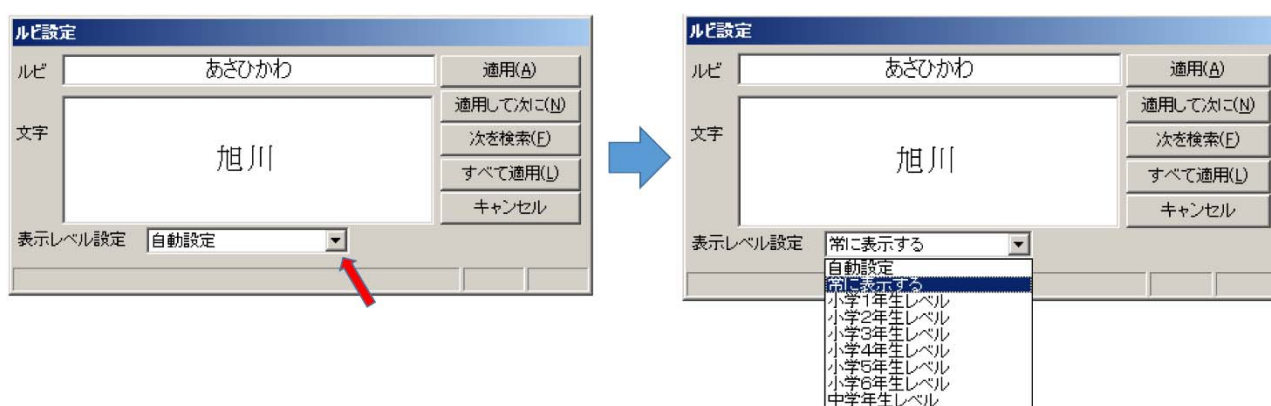 ルビ設定
ルビ
あさひかわ
適用(A)
適用して次に(N)
文字
旭川
次を検索(F)
すべて適用(L)
キャンセル
表示レベル設定
自動設定
ルビ設定
ルビ
あさひかわ
適用(A)
適用して次に(N)
文字
旭川
次を検索(F)
すべて適用(L)
キャンセル
表示レベル設定
常に表示する
自動設定
常に表示する
小学1年生レベル
小学2年生レベル
小学3年生レベル
小学4年生レベル
小学5年生レベル
小学6年生レベル
中学年生レベル